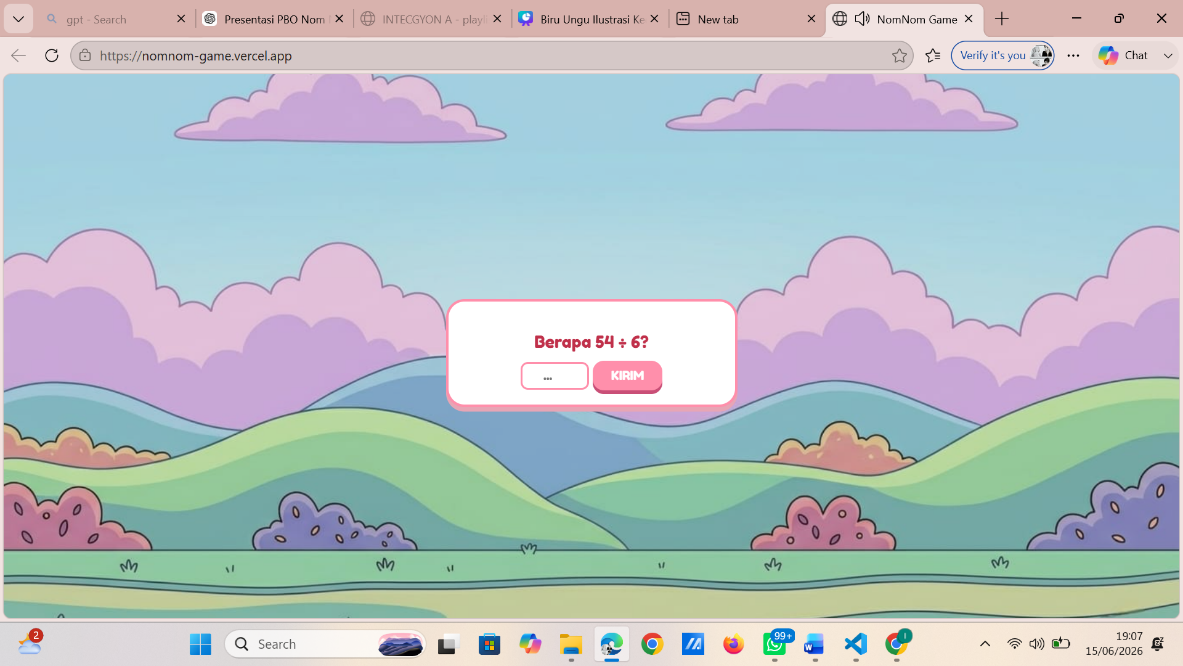 gpt - Search
Presentasi PBO Nom
INTECGYON A - playl
Biru Ungu Ilustrasi Ke
New tab
NomNom Game
https://nomnom-game.vercel.app
Verify it's you
Chat
Berapa 54 ÷ 6?
...
KIRIM
2
Search
99+
19:07
15/06/2026